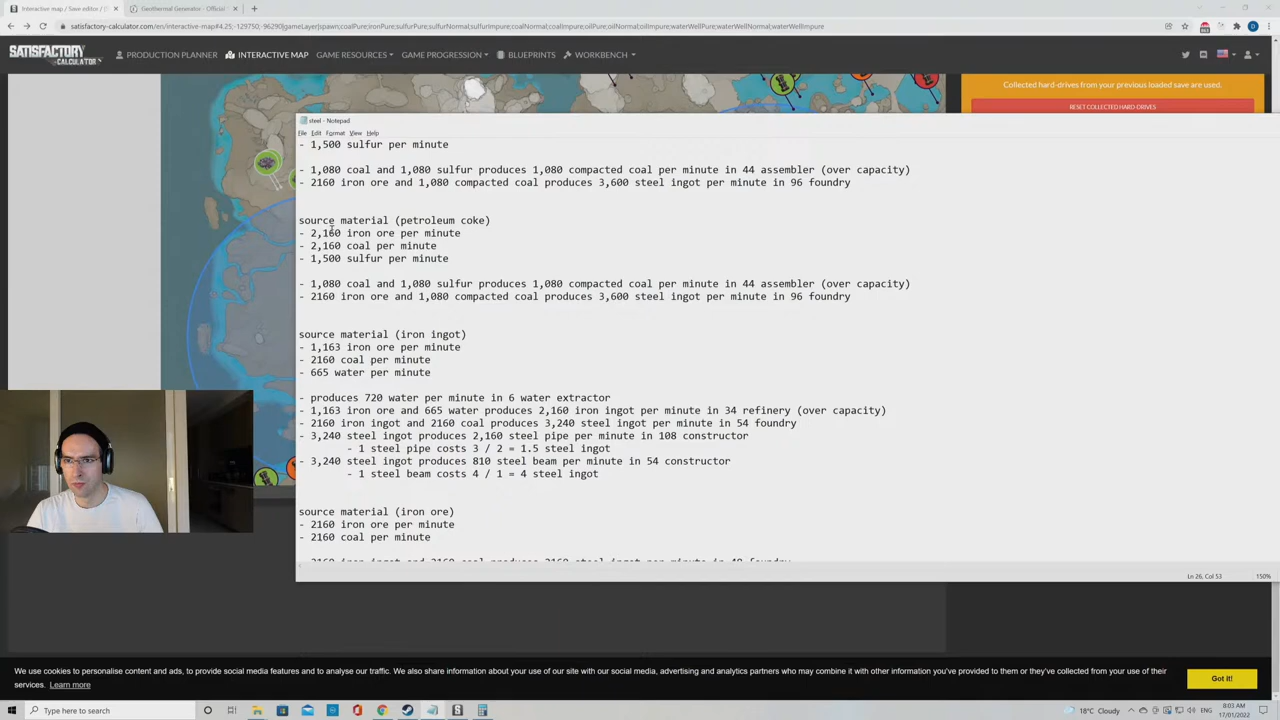 Interactive map / Save editor /
Geothermal Generator - Official
satisfactory-calculator.com/en/interactive-map#4.25;-129750,-96290|gameLayer|spawn;coalPure;ironPure;sulfurPure;sulfurNormal;sulfurImpure;coalNormal;coalImpure;oilPure;oilNormal;oilImpure;waterWellPure;waterWellNormal;waterWellImpure
SATISFACTORY
CALCULATOR
PRODUCTION PLANNER
INTERACTIVE MAP
GAME RESOURCES
GAME PROGRESSION
BLUEPRINTS
WORKBENCH
Collected hard-drives from your previous loaded save are used.
RESET COLLECTED HARD-DRIVES
steel - Notepad
File Edit Format View Help
- 1,500 sulfur per minute
- 1,080 coal and 1,080 sulfur produces 1,080 compacted coal per minute in 44 assembler (over capacity)
- 2160 iron ore and 1,080 compacted coal produces 3,600 steel ingot per minute in 96 foundry
source material (petroleum coke)
- 2,160 iron ore per minute
- 2,160 coal per minute
- 1,500 sulfur per minute
- 1,080 coal and 1,080 sulfur produces 1,080 compacted coal per minute in 44 assembler (over capacity)
- 2160 iron ore and 1,080 compacted coal produces 3,600 steel ingot per minute in 96 foundry
source material (iron ingot)
- 1,163 iron ore per minute
- 2160 coal per minute
- 665 water per minute
- produces 720 water per minute in 6 water extractor
- 1,163 iron ore and 665 water produces 2,160 iron ingot per minute in 34 refinery (over capacity)
- 2160 iron ingot and 2160 coal produces 3,240 steel ingot per minute in 54 foundry
- 3,240 steel ingot produces 2,160 steel pipe per minute in 108 constructor
- 1 steel pipe costs 3 / 2 = 1.5 steel ingot
- 3,240 steel ingot produces 810 steel beam per minute in 54 constructor
- 1 steel beam costs 4 / 1 = 4 steel ingot
source material (iron ore)
- 2160 iron ore per minute
- 2160 coal per minute
- 2160 iron ingot and 2160 coal produces 2160 steel ingot per minute in 48 foundry
Ln 26, Col 53
150%
We use cookies to personalise content and ads, to provide social media features and to analyse our traffic. We also share information about your use of our site with our social media, advertising and analytics partners who may combine it with other information you've provided to them or they've collected from your use of their
services. Learn more
Got it!
Type here to search
18°C Cloudy
ENG
8:03 AM
17/01/2022